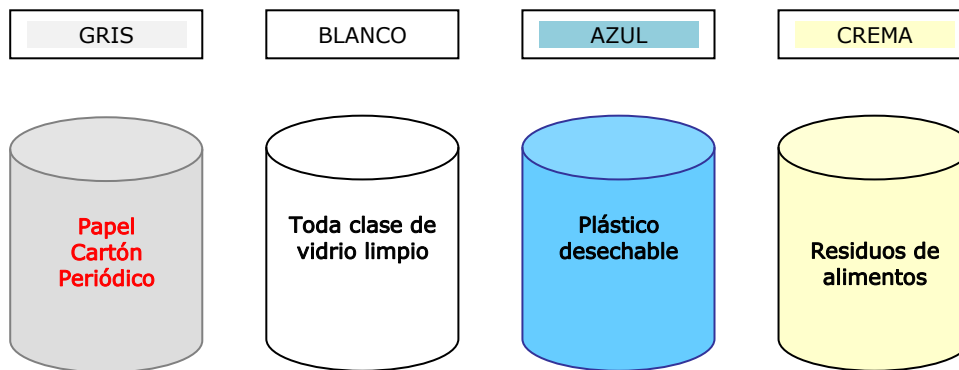 GRIS
BLANCO
AZUL
CREMA
Papel
Cartón
Periódico
Toda clase de
vidrio limpio
Plástico
desechable
Residuos de
alimentos